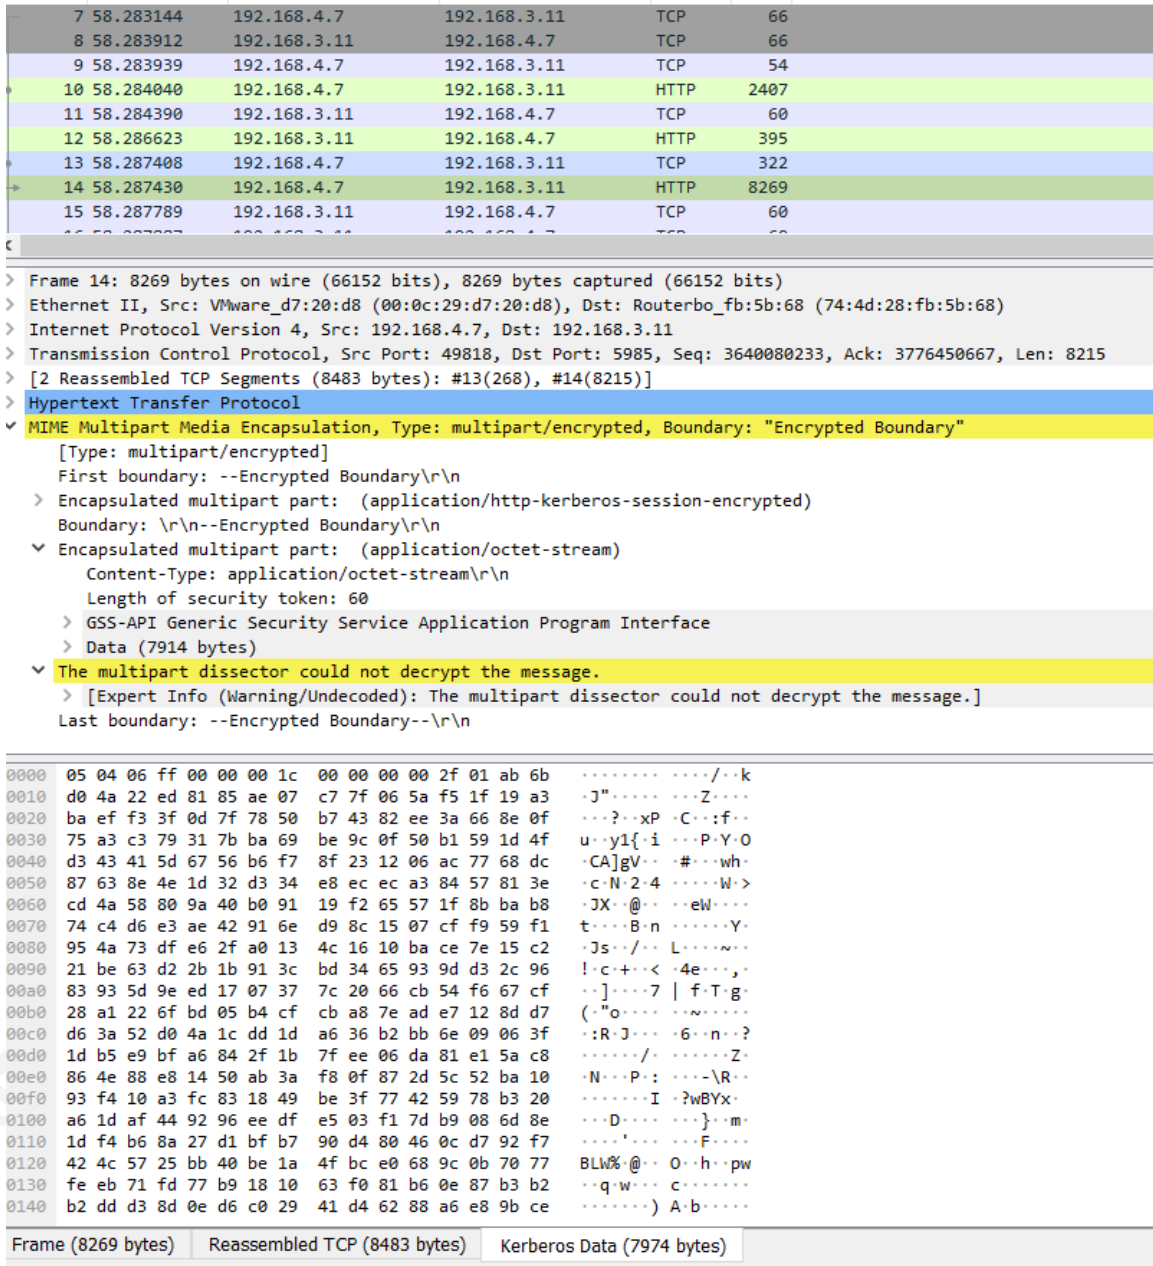 7 58.283144 192.168.4.7 192.168.3.11 TCP 66
8 58.283912 192.168.3.11 192.168.4.7 TCP 66
9 58.283939 192.168.4.7 192.168.3.11 TCP 54
10 58.284040 192.168.4.7 192.168.3.11 HTTP 2407
11 58.284390 192.168.3.11 192.168.4.7 TCP 60
12 58.286623 192.168.3.11 192.168.4.7 HTTP 395
13 58.287408 192.168.4.7 192.168.3.11 TCP 322
14 58.287430 192.168.4.7 192.168.3.11 HTTP 8269
15 58.287789 192.168.3.11 192.168.4.7 TCP 60
Frame 14: 8269 bytes on wire (66152 bits), 8269 bytes captured (66152 bits)
Ethernet II, Src: VMware_d7:20:d8 (00:0c:29:d7:20:d8), Dst: Routerbo_fb:5b:68 (74:4d:28:fb:5b:68)
Internet Protocol Version 4, Src: 192.168.4.7, Dst: 192.168.3.11
Transmission Control Protocol, Src Port: 49818, Dst Port: 5985, Seq: 3640080233, Ack: 3776450667, Len: 8215
[2 Reassembled TCP Segments (8483 bytes): #13(268), #14(8215)]
Hypertext Transfer Protocol
MIME Multipart Media Encapsulation, Type: multipart/encrypted, Boundary: "Encrypted Boundary"
[Type: multipart/encrypted]
First boundary: --Encrypted Boundary\r\n
Encapsulated multipart part:  (application/http-kerberos-session-encrypted)
Boundary: \r\n--Encrypted Boundary\r\n
Encapsulated multipart part:  (application/octet-stream)
Content-Type: application/octet-stream\r\n
Length of security token: 60
GSS-API Generic Security Service Application Program Interface
Data (7914 bytes)
The multipart dissector could not decrypt the message.
[Expert Info (Warning/Undecoded): The multipart dissector could not decrypt the message.]
Last boundary: --Encrypted Boundary--\r\n
0000 05 04 06 ff 00 00 00 1c 00 00 00 00 2f 01 ab 6b ········ ····/··k
0010 d0 4a 22 ed 81 85 ae 07 c7 7f 06 5a f5 1f 19 a3 ·J"····· ···Z····
0020 ba ef f3 3f 0d 7f 78 50 b7 43 82 ee 3a 66 8e 0f ···?··xP ·C··:f··
0030 75 a3 c3 79 31 7b ba 69 be 9c 0f 50 b1 59 1d 4f u··y1{·i ···P·Y·O
0040 d3 43 41 5d 67 56 b6 f7 8f 23 12 06 ac 77 68 dc ·CA]gV·· ·#···wh·
0050 87 63 8e 4e 1d 32 d3 34 e8 ec ec a3 84 57 81 3e ·c·N·2·4 ·····W·>
0060 cd 4a 58 80 9a 40 b0 91 19 f2 65 57 1f 8b ba b8 ·JX··@·· ··eW····
0070 74 c4 d6 e3 ae 42 91 6e d9 8c 15 07 cf f9 59 f1 t····B·n ······Y·
0080 95 4a 73 df e6 2f a0 13 4c 16 10 ba ce 7e 15 c2 ·Js··/·· L····~··
0090 21 be 63 d2 2b 1b 91 3c bd 34 65 93 9d d3 2c 96 !·c·+··< ·4e···,·
00a0 83 93 5d 9e ed 17 07 37 7c 20 66 cb 54 f6 67 cf ··]····7 | f·T·g·
00b0 28 a1 22 6f bd 05 b4 cf cb a8 7e ad e7 12 8d d7 (·"o···· ··~·····
00c0 d6 3a 52 d0 4a 1c dd 1d a6 36 b2 bb 6e 09 06 3f ·:R·J··· ·6··n··?
00d0 1d b5 e9 bf a6 84 2f 1b 7f ee 06 da 81 e1 5a c8 ······/· ······Z·
00e0 86 4e 88 e8 14 50 ab 3a f8 0f 87 2d 5c 52 ba 10 ·N···P·: ···-\R··
00f0 93 f4 10 a3 fc 83 18 49 be 3f 77 42 59 78 b3 20 ·······I ·?wBYx·
0100 a6 1d af 44 92 96 ee df e5 03 f1 7d b9 08 6d 8e ···D···· ···}··m·
0110 1d f4 b6 8a 27 d1 bf b7 90 d4 80 46 0c d7 92 f7 ····'··· ···F····
0120 42 4c 57 25 bb 40 be 1a 4f bc e0 68 9c 0b 70 77 BLW%·@·· O··h··pw
0130 fe eb 71 fd 77 b9 18 10 63 f0 81 b6 0e 87 b3 b2 ··q·w··· c·······
0140 b2 dd d3 8d 0e d6 c0 29 41 d4 62 88 a6 e8 9b ce ·······) A·b·····
Frame (8269 bytes) Reassembled TCP (8483 bytes) Kerberos Data (7974 bytes)